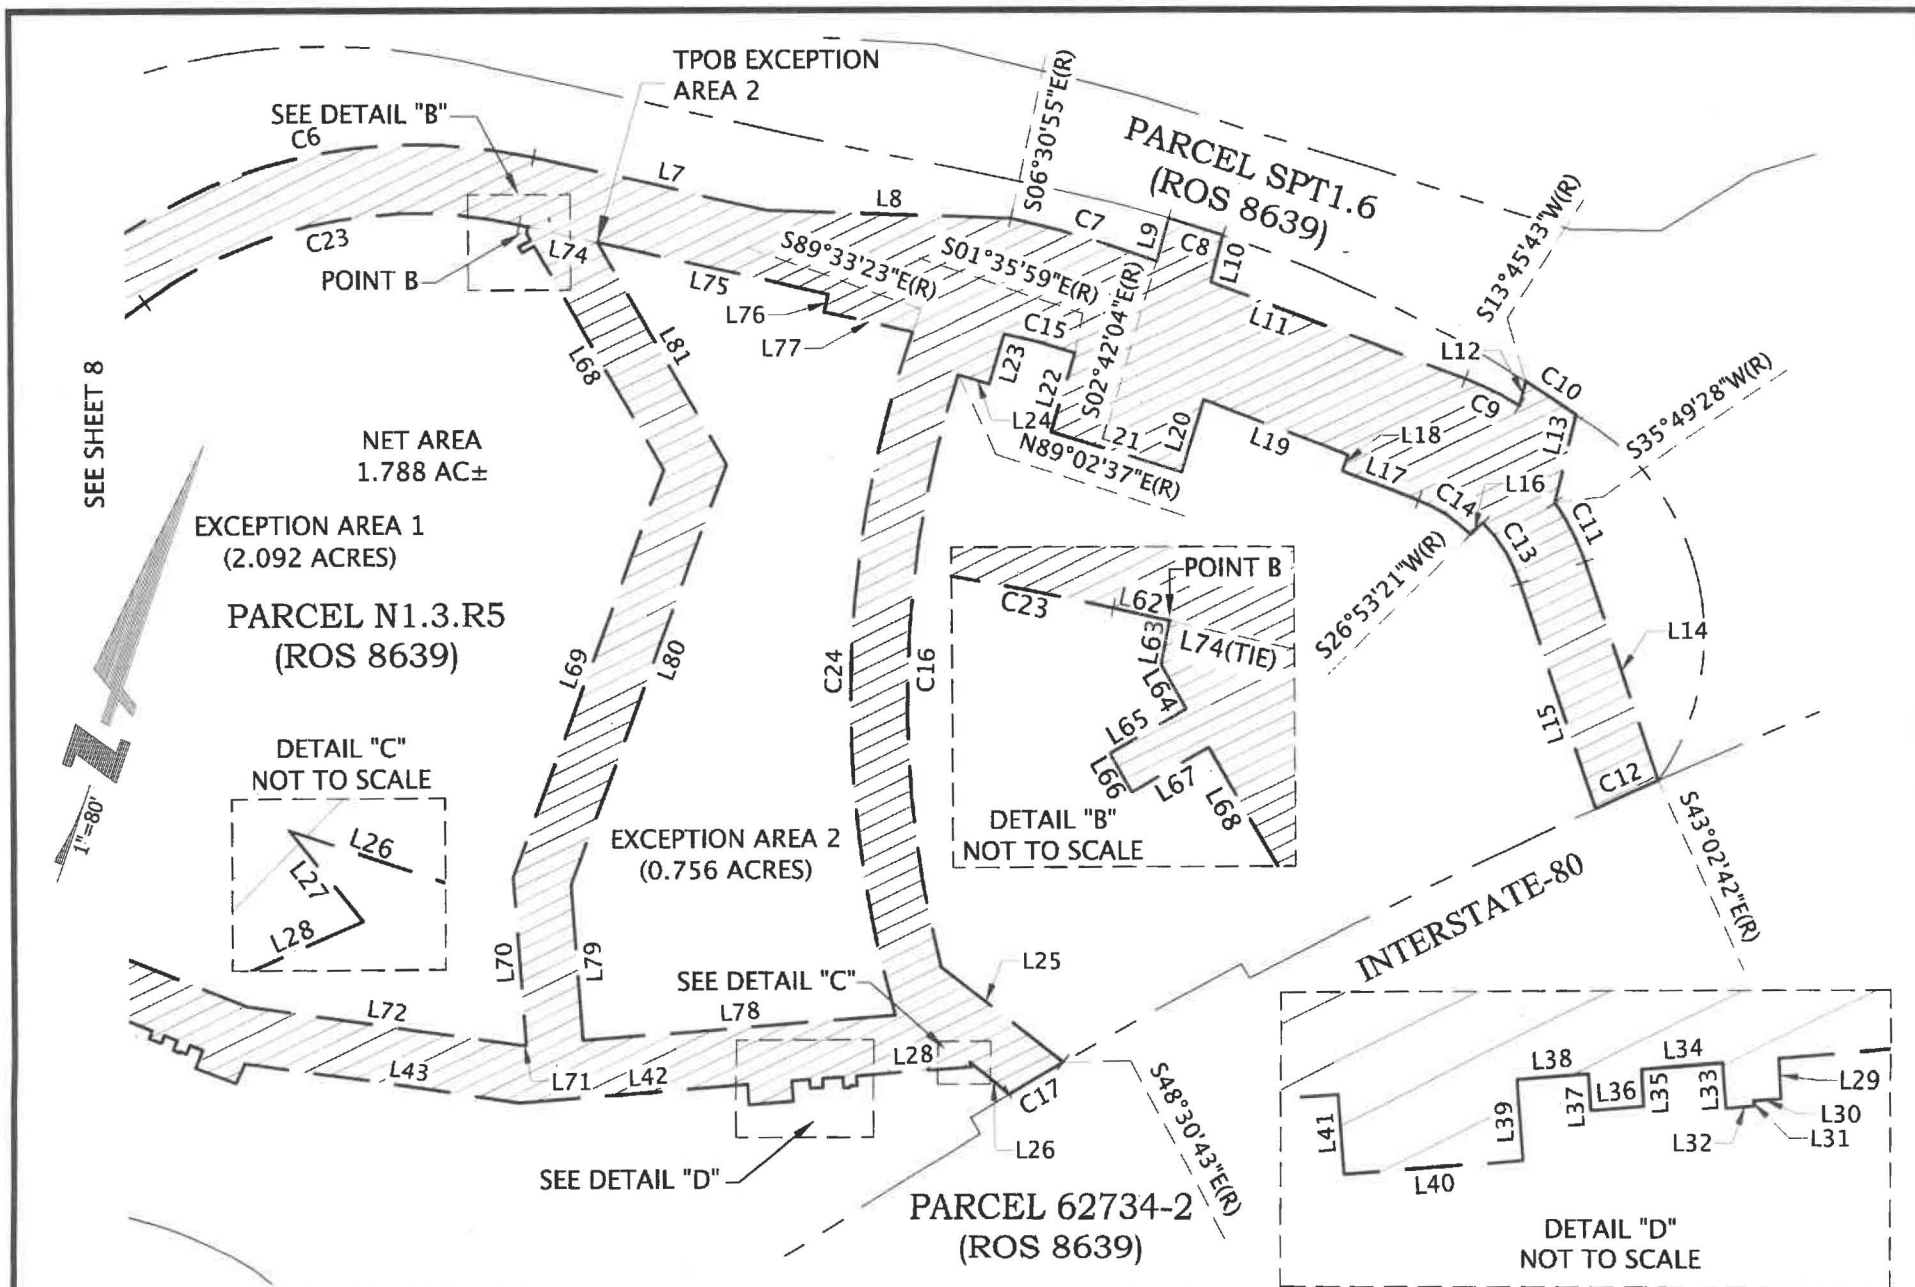 TPOB EXCEPTION
AREA 2
SEE DETAIL "B"
C6
L7
L8
S06°30'55"E(R)
PARCEL SPT1.6
(ROS 8639)
C7
L9
C8
L10
C23
L74
POINT B
L75
S89°33'23"E(R)
S01°35'59"E(R)
S02°42'04"E(R)
L76
L77
C15
L11
S13°45'43"W(R)
L12
C10
C9
L13
S35°49'28"W(R)
SEE SHEET 8
L68
L81
L23
L22
L24
L21
L20
L19
L18
L17
N89°02'37"E(R)
C14
L16
C13
C11
NET AREA
1.788 AC±
EXCEPTION AREA 1
(2.092 ACRES)
PARCEL N1.3.R5
(ROS 8639)
L69
L80
C24
C16
POINT B
C23
L62
L63
L74(TIE)
L64
L65
L66
L67
L68
DETAIL "B"
NOT TO SCALE
S26°53'21"W(R)
L14
L15
C12
N
1"=80'
DETAIL "C"
NOT TO SCALE
L26
L27
L28
EXCEPTION AREA 2
(0.756 ACRES)
S43°02'42"E(R)
INTERSTATE-80
L70
L79
L25
SEE DETAIL "C"
L72
L78
L43
L71
L42
L28
C17
L26
S48°30'43"E(R)
SEE DETAIL "D"
PARCEL 62734-2
(ROS 8639)
L38
L34
L41
L39
L37
L36
L35
L33
L29
L30
L31
L32
L40
DETAIL "D"
NOT TO SCALE